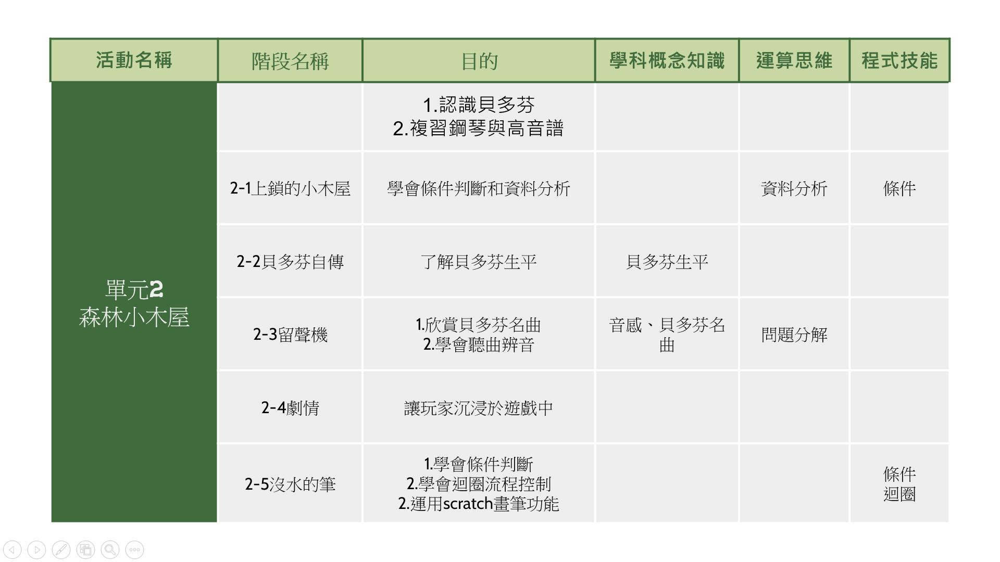 活動名稱
階段名稱
目的
學科概念知識
運算思維
程式技能
單元2
森林小木屋
1.認識貝多芬
2.複習鋼琴與高音譜
2-1上鎖的小木屋
學會條件判斷和資料分析
資料分析
條件
2-2貝多芬自傳
了解貝多芬生平
貝多芬生平
2-3留聲機
1.欣賞貝多芬名曲
2.學會聽曲辨音
音感、貝多芬名
曲
問題分解
2-4劇情
讓玩家沉浸於遊戲中
2-5沒水的筆
1.學會條件判斷
2.學會迴圈流程控制
2.運用scratch畫筆功能
條件
迴圈